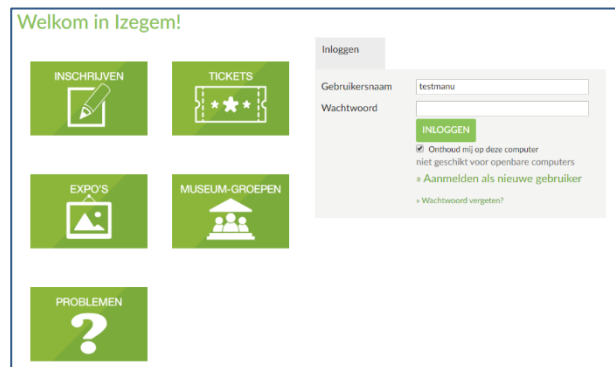 Welkom in Izegem!
INSCHRIJVEN
TICKETS
EXPO'S
MUSEUM-GROEPEN
PROBLEMEN
Inloggen
Gebruikersnaam testmanu
Wachtwoord
INLOGGEN
Onthoud mij op deze computer
niet geschikt voor openbare computers
» Aanmelden als nieuwe gebruiker
» Wachtwoord vergeten?